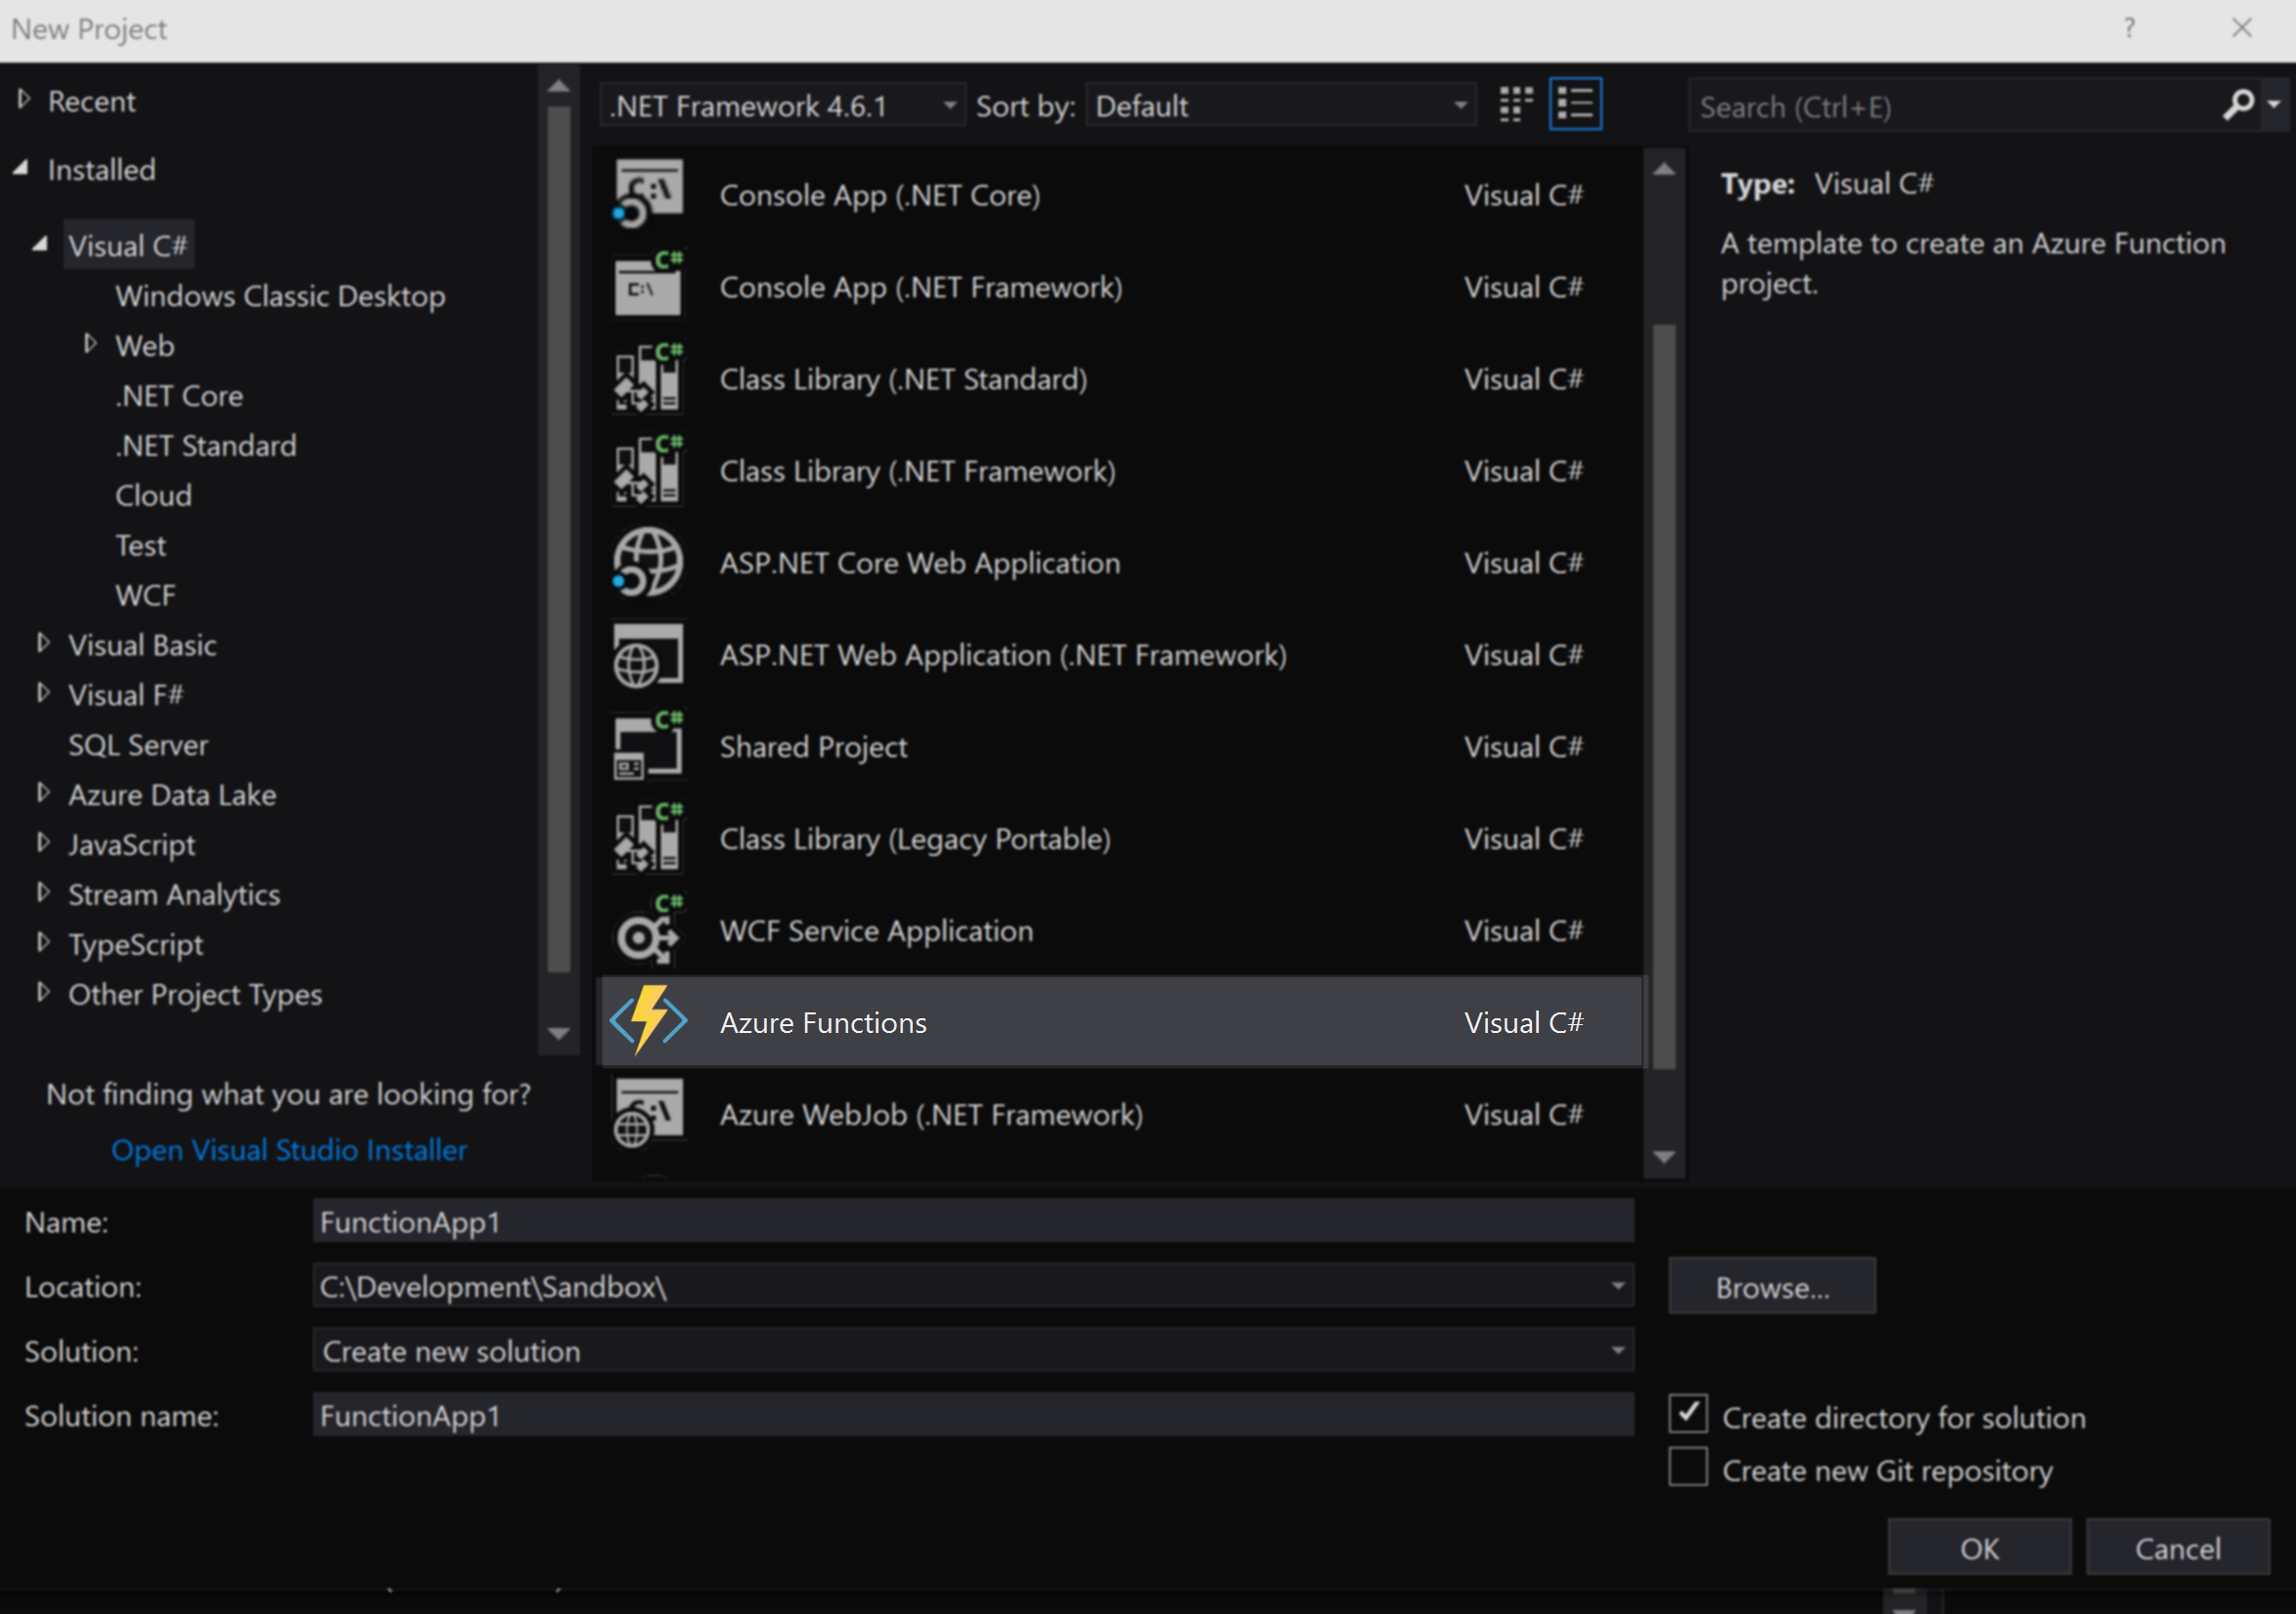 New Project
?
Recent
Installed
Visual C#
Windows Classic Desktop
Web
.NET Core
.NET Standard
Cloud
Test
WCF
Visual Basic
Visual F#
SQL Server
Azure Data Lake
JavaScript
Stream Analytics
TypeScript
Other Project Types
Not finding what you are looking for?
Open Visual Studio Installer
.NET Framework 4.6.1 Sort by: Default
Console App (.NET Core) Visual C#
Console App (.NET Framework) Visual C#
Class Library (.NET Standard) Visual C#
Class Library (.NET Framework) Visual C#
ASP.NET Core Web Application Visual C#
ASP.NET Web Application (.NET Framework) Visual C#
Shared Project Visual C#
Class Library (Legacy Portable) Visual C#
WCF Service Application Visual C#
Azure Functions Visual C#
Azure WebJob (.NET Framework) Visual C#
Search (Ctrl+E)
Type: Visual C#
A template to create an Azure Function
project.
Name: FunctionApp1
Location: C:\Development\Sandbox\
Browse...
Solution: Create new solution
Solution name: FunctionApp1
Create directory for solution
Create new Git repository
OK Cancel